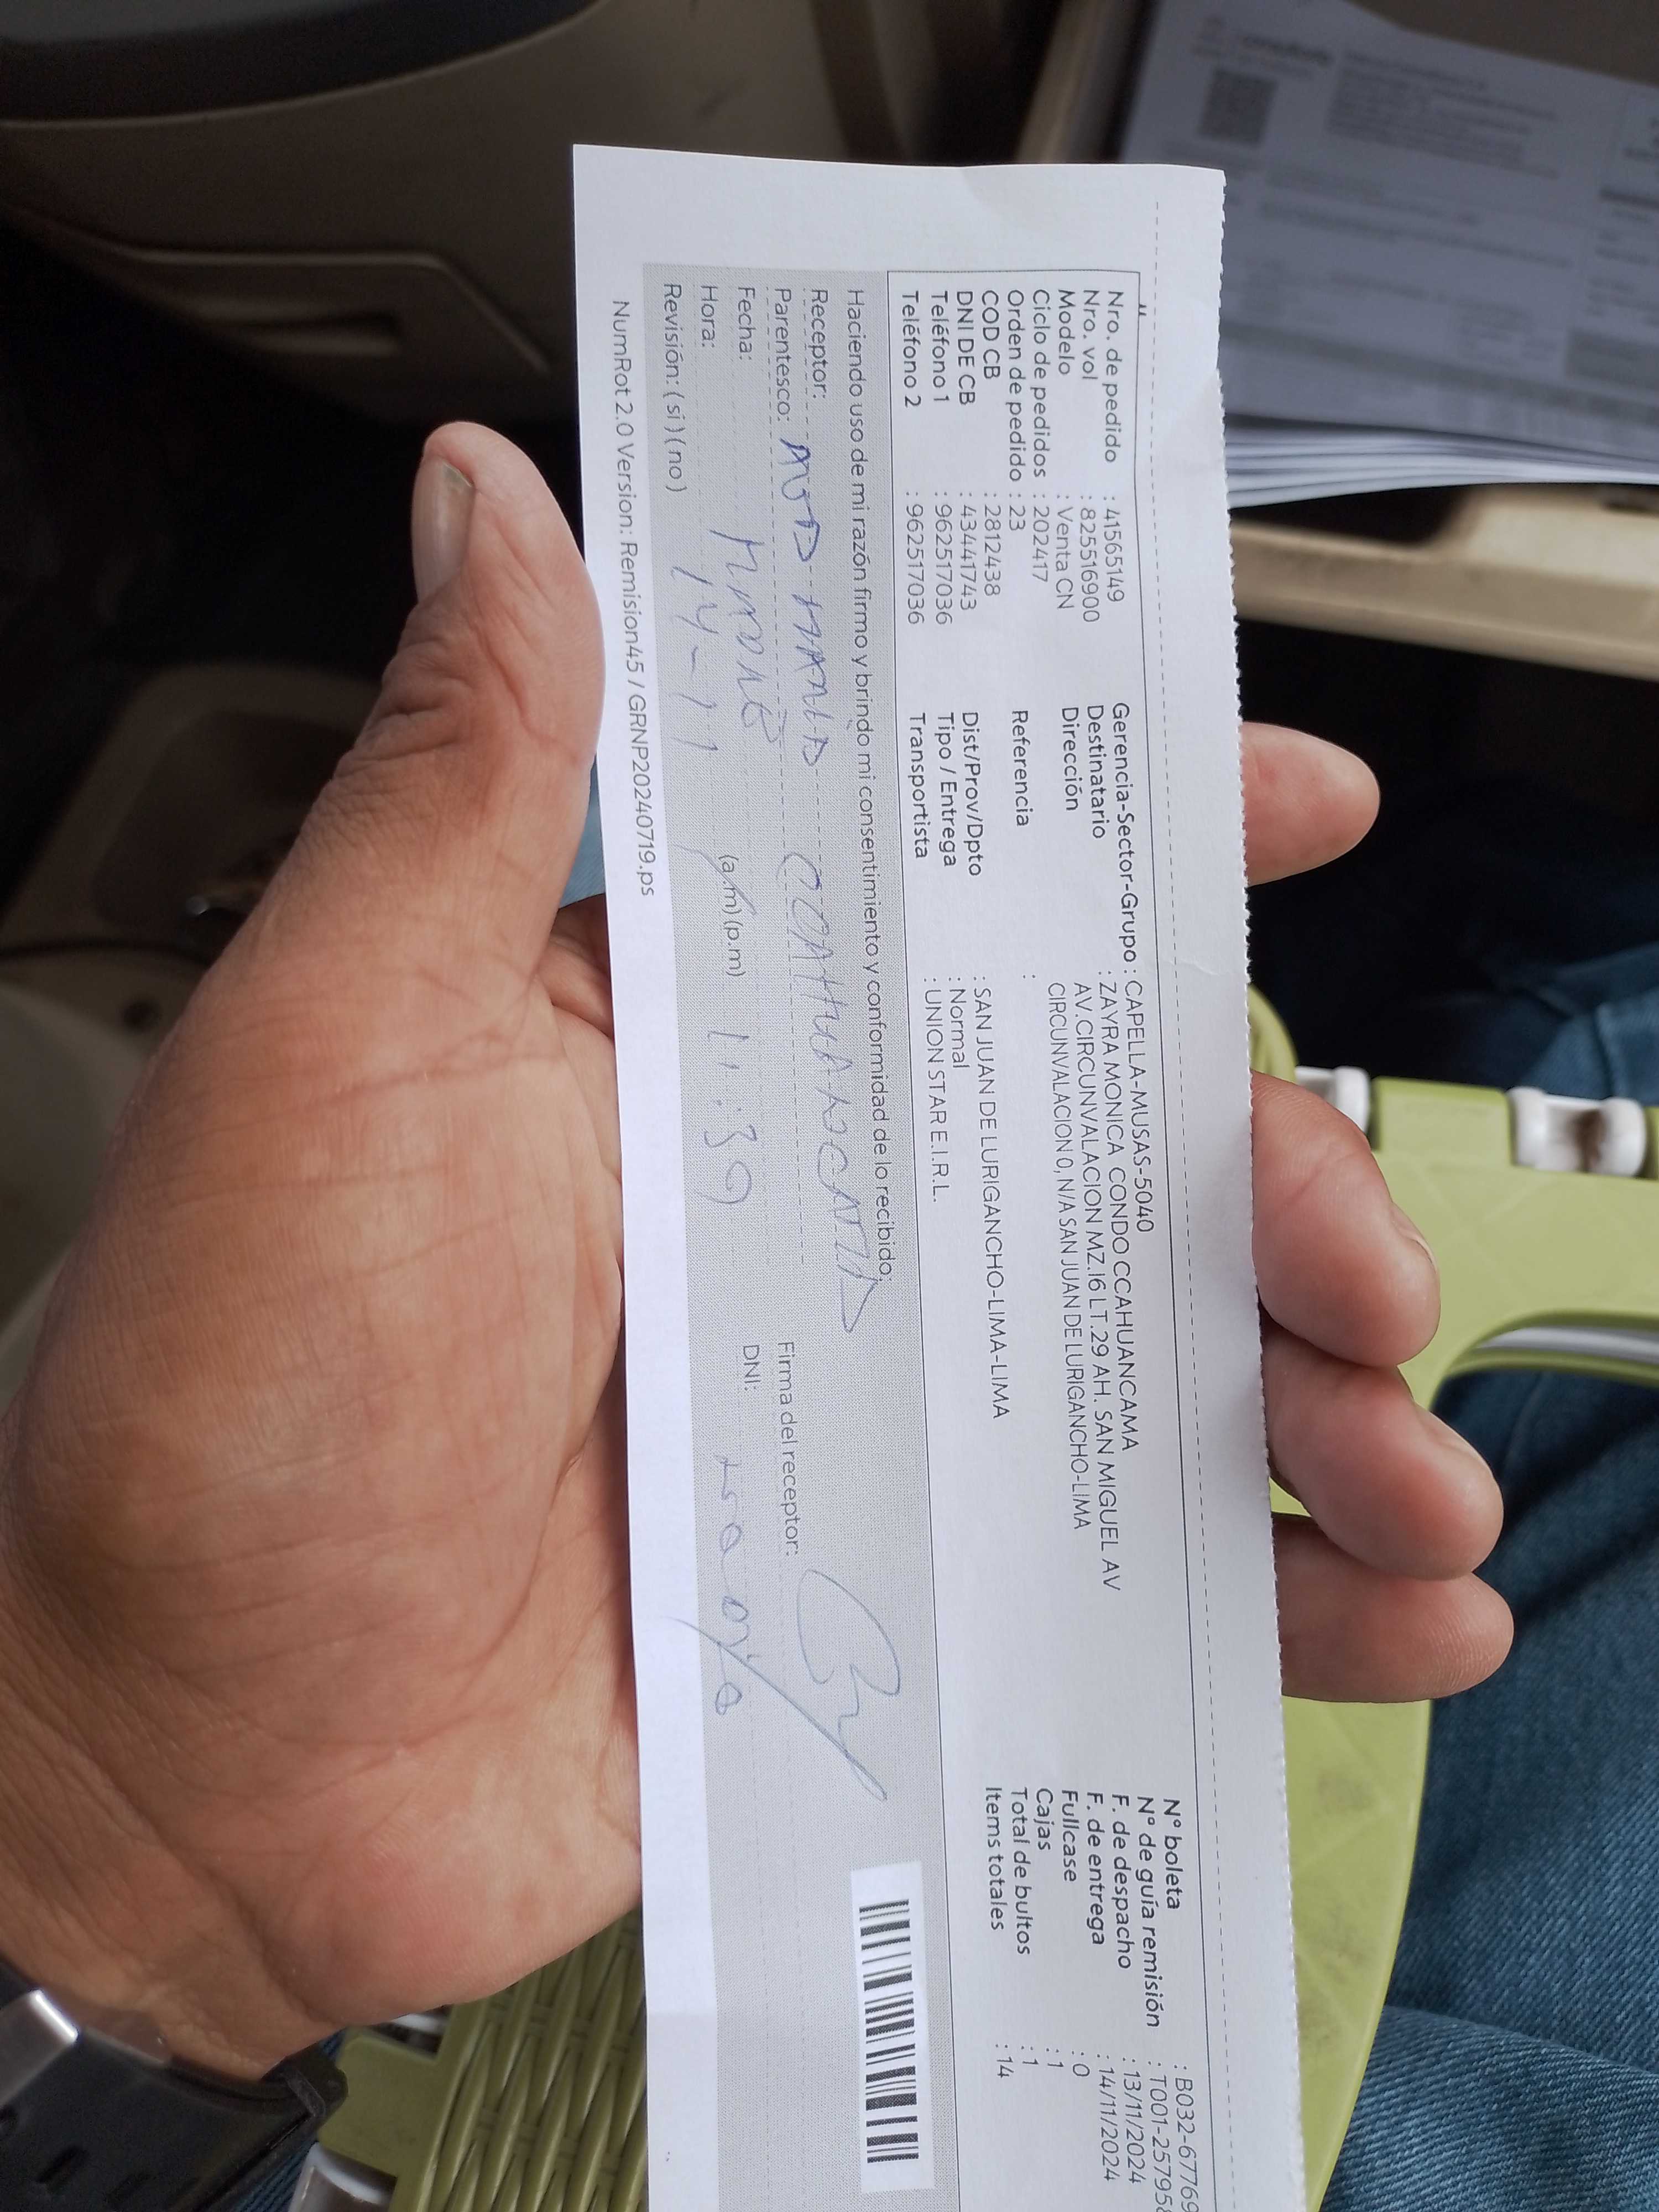 Nro. de pedido : 41565149
Nro. vol : 825516900
Modelo : Venta CN
Ciclo de pedidos : 202417
Orden de pedido : 23
COD CB : 2812438
DNI DE CB : 43441743
Teléfono 1 : 962517036
Teléfono 2 : 962517036
Gerencia-Sector-Grupo : CAPELLA-MUSAS-5040
Destinatario : ZAYRA MONICA CONDO CCAHUANCAMA
Dirección AV.CIRCUNVALACION MZ.I6 LT.29 AH. SAN MIGUEL AV
CIRCUNVALACION 0, N/A SAN JUAN DE LURIGANCHO-LIMA
Referencia :
Dist/Prov/Dpto : SAN JUAN DE LURIGANCHO-LIMA-LIMA
Tipo / Entrega : Normal
Transportista : UNION STAR E.I.R.L.
N° boleta : B032-67769
N° de guía remisión : T001-25795
F. de despacho : 13/11/2024
F. de entrega : 14/11/2024
Fullcase : 0
Cajas : 1
Total de bultos : 1
Items totales : 14
Haciendo uso de mi razón firmo y brindo mi consentimiento y conformidad de lo recibido;
Receptor:
Parentesco:
Fecha: 14-11
Hora: (a.m)(p.m) 11:39
Revisión: (si) (no)
Firma del receptor:
DNI:
NumRot 2.0 Version: Remision45 / GRNP20240719.ps